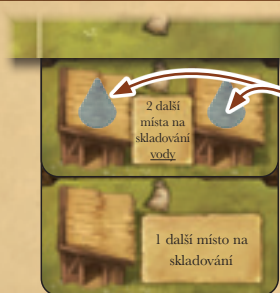 2 další
místa na
skladování
vody
1 další místo na
skladování